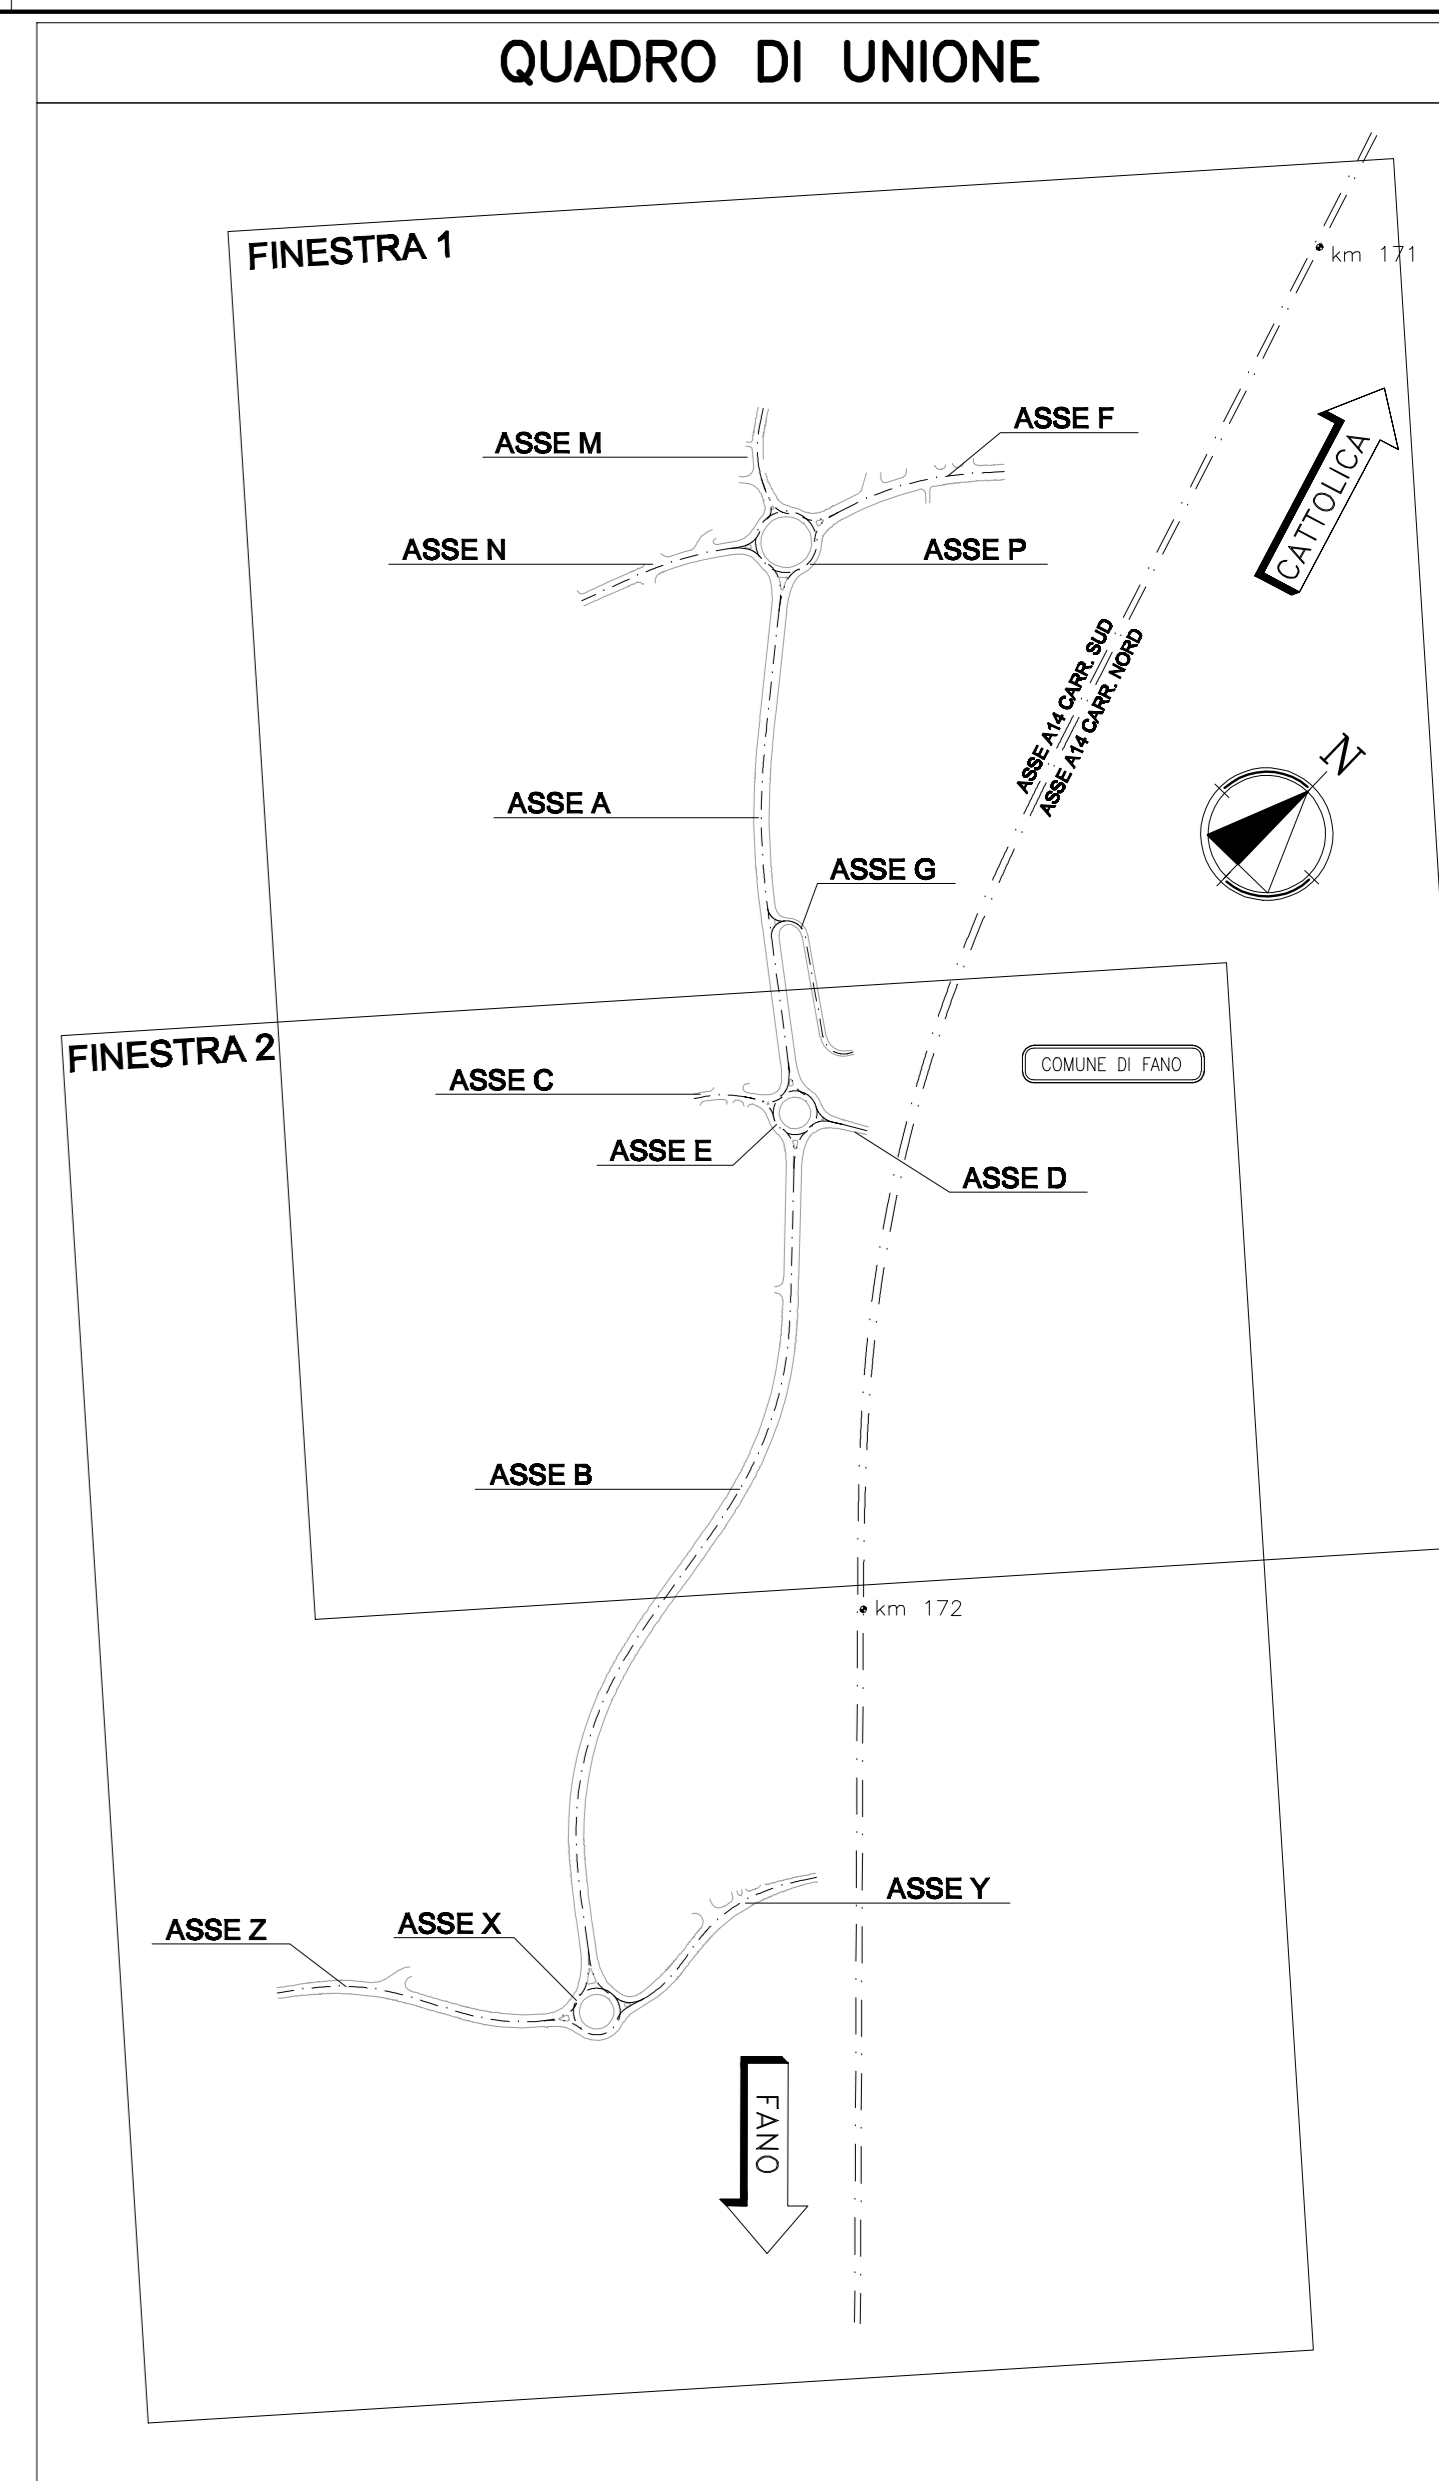 QUADRO DI UNIONE
FINESTRA 1
km 171
ASSE F
ASSE M
CATTOLICA
ASSE N
ASSE P
ASSE A14 CARR. SUD
ASSE A14 CARR. NORD
N
ASSE A
ASSE G
FINESTRA 2
COMUNE DI FANO
ASSE C
ASSE E
ASSE D
ASSE B
km 172
ASSE Y
ASSE X
ASSE Z
FANO